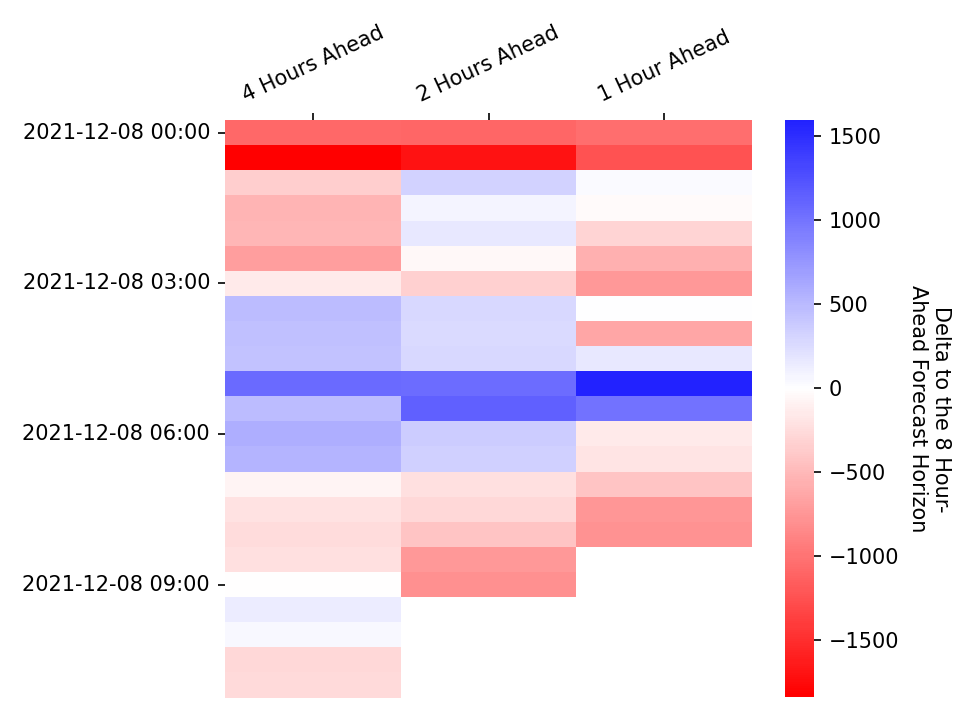 4 Hours Ahead
2 Hours Ahead
1 Hour Ahead
2021-12-08 00:00
2021-12-08 03:00
2021-12-08 06:00
2021-12-08 09:00
1500
1000
500
0
−500
−1000
−1500
Delta to the 8 Hour-
Ahead Forecast Horizon